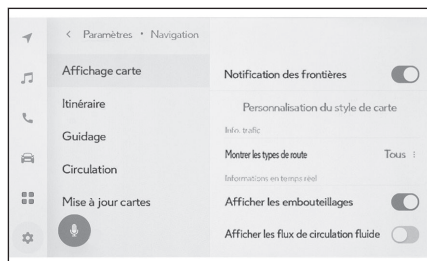 < Paramètres • Navigation
Affichage carte
Itinéraire
Guidage
Circulation
Mise à jour cartes
Notification des frontières
Personnalisation du style de carte
Info. trafic
Montrer les types de route Tous
Informations en temps réel
Afficher les embouteillages
Afficher les flux de circulation fluide